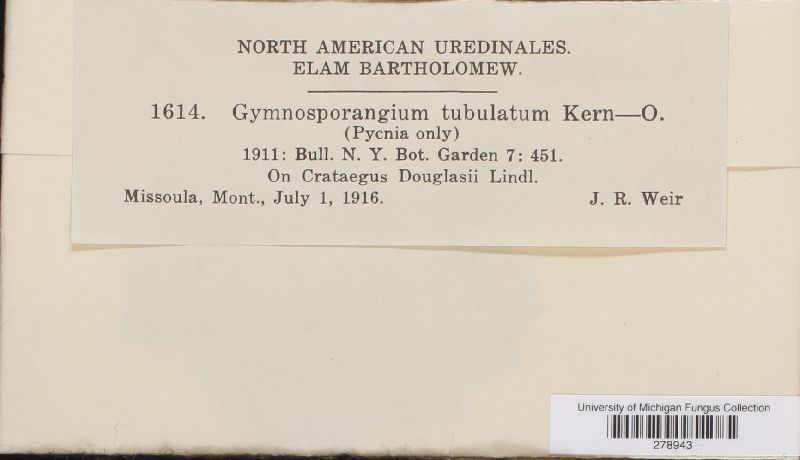 NORTH AMERICAN UREDINALES.
ELAM BARTHOLOMEW.
1614. Gymnosporangium tubulatum Kern—O.
(Pycnia only)
1911: Bull. N. Y. Bot. Garden 7: 451.
On Crataegus Douglasii Lindl.
Missoula, Mont., July 1, 1916. J. R. Weir
University of Michigan Fungus Collection
278943